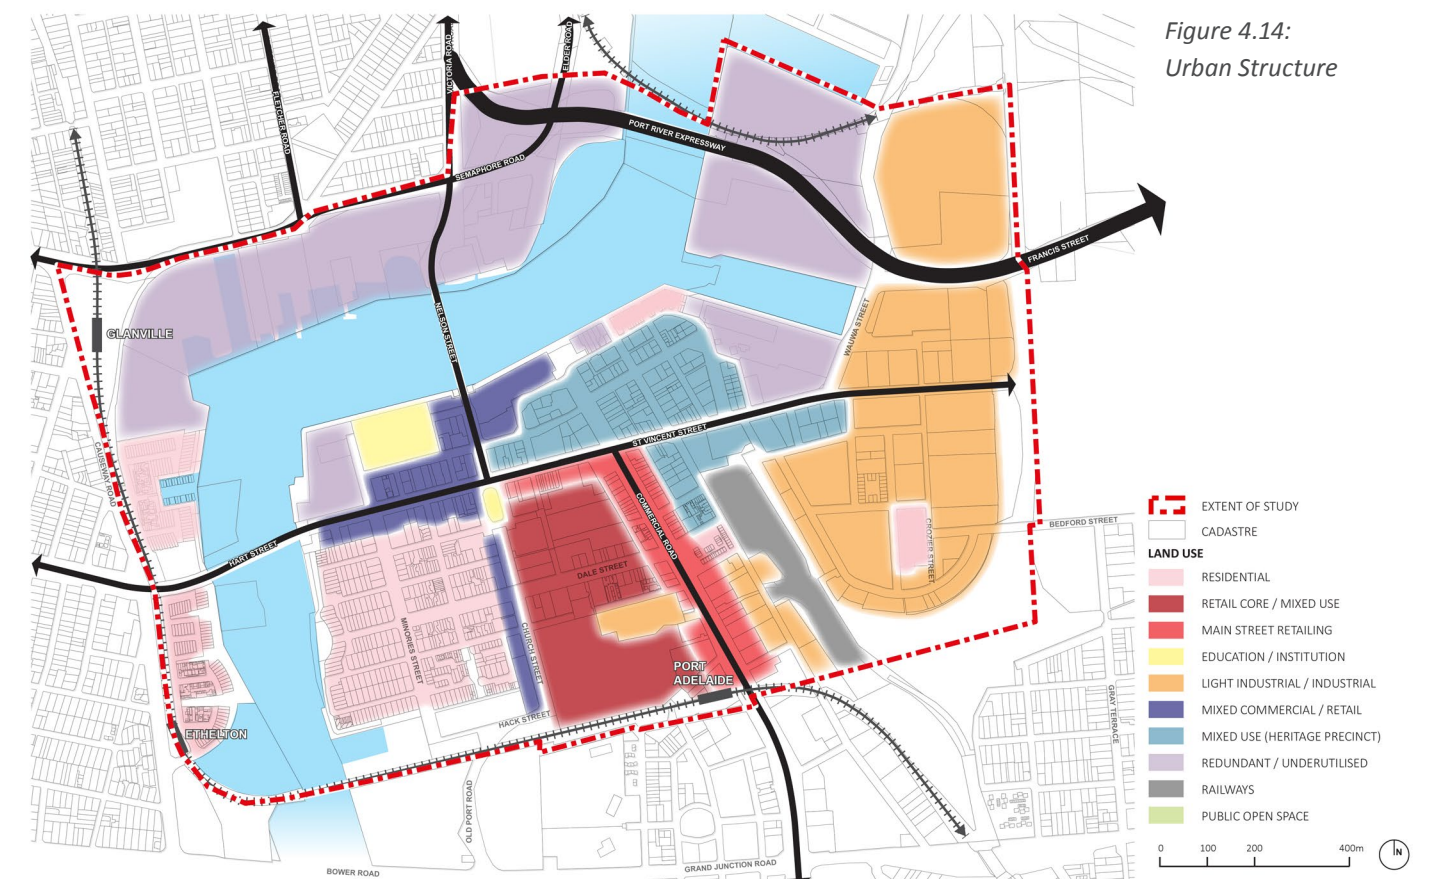 Figure 4.14:
Urban Structure
VICTORIA ROAD
ELDER ROAD
FLETCHER ROAD
PORT RIVER EXPRESSWAY
SEMAPHORE ROAD
FRANCIS STREET
GLANVILLE
NELSON STREET
WAUWA STREET
CAUSEWAY ROAD
ST VINCENT STREET
COMMERCIAL ROAD
HART STREET
BEDFORD STREET
CROZIER STREET
DALE STREET
MINORIES STREET
CHURCH STREET
PORT
ADELAIDE
HACK STREET
ETHELTON
GRAY TERRACE
OLD PORT ROAD
GRAND JUNCTION ROAD
BOWER ROAD
EXTENT OF STUDY
CADASTRE
LAND USE
RESIDENTIAL
RETAIL CORE / MIXED USE
MAIN STREET RETAILING
EDUCATION / INSTITUTION
LIGHT INDUSTRIAL / INDUSTRIAL
MIXED COMMERCIAL / RETAIL
MIXED USE (HERITAGE PRECINCT)
REDUNDANT / UNDERUTILISED
RAILWAYS
PUBLIC OPEN SPACE
0 100 200 400m
N